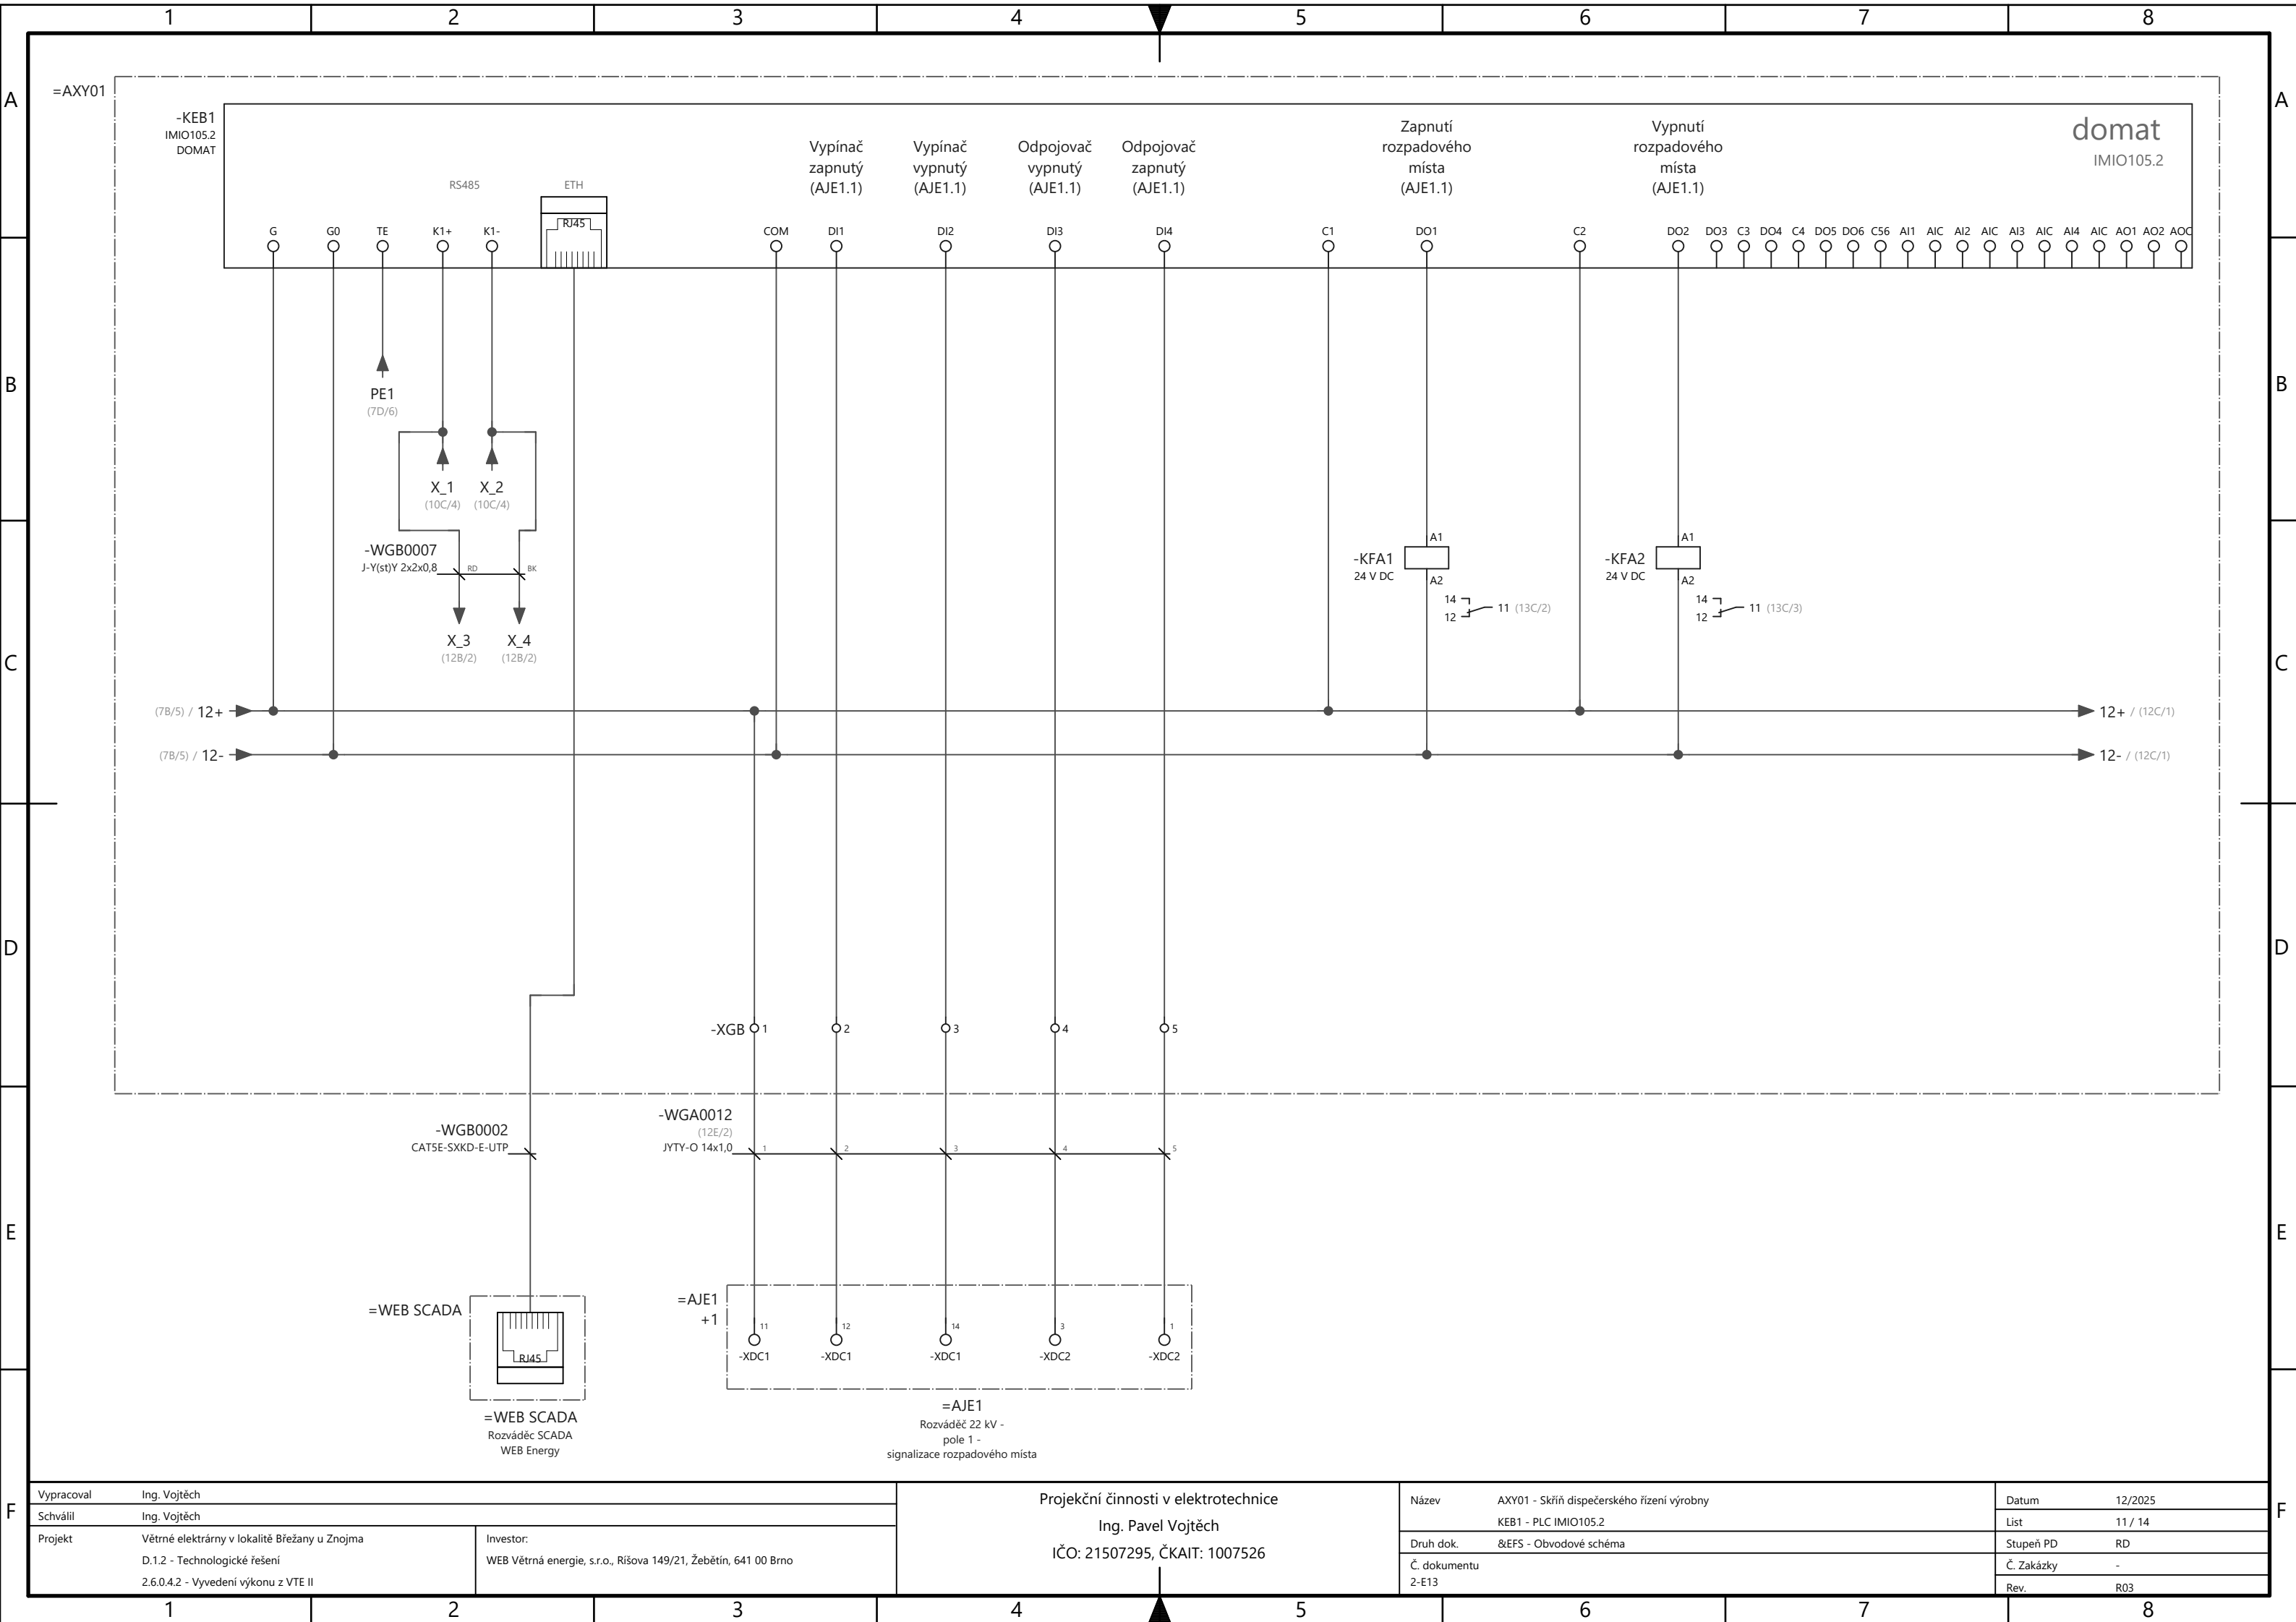 1 2 3 4 5 6 7 8
A A
=AXY01
-KEB1
IMIO105.2
DOMAT
RS485
ETH
RJ45
Vypínač
zapnutý
(AJE1.1)
Vypínač
vypnutý
(AJE1.1)
Odpojovač
vypnutý
(AJE1.1)
Odpojovač
zapnutý
(AJE1.1)
Zapnutí
rozpadového
místa
(AJE1.1)
Vypnutí
rozpadového
místa
(AJE1.1)
domat
IMIO105.2
G G0 TE K1+ K1- COM DI1 DI2 DI3 DI4 C1 DO1 C2 DO2 DO3 C3 DO4 C4 DO5 DO6 C56 AI1 AIC AI2 AIC AI3 AIC AI4 AIC AO1 AO2 AOC
B B
PE1
(7D/6)
X_1 X_2
(10C/4) (10C/4)
-WGB0007
J-Y(st)Y 2x2x0,8
RD BK
X_3 X_4
(12B/2) (12B/2)
-KFA1
24 V DC
A1
A2
14
12
11 (13C/2)
-KFA2
24 V DC
A1
A2
14
12
11 (13C/3)
C C
(7B/5) / 12+
12+ / (12C/1)
(7B/5) / 12-
12- / (12C/1)
D D
-XGB 1 2 3 4 5
-WGB0002
CAT5E-SXKD-E-UTP
-WGA0012
(12E/2)
JYTY-O 14x1,0
1 2 3 4 5
E E
=WEB SCADA
RJ45
=WEB SCADA
Rozváděc SCADA
WEB Energy
=AJE1
+1
11 12 14 3 1
-XDC1 -XDC1 -XDC1 -XDC2 -XDC2
=AJE1
Rozváděč 22 kV -
pole 1 -
signalizace rozpadového místa
F F
Vypracoval Ing. Vojtěch
Schválil Ing. Vojtěch
Projekt Větrné elektrárny v lokalitě Břežany u Znojma
D.1.2 - Technologické řešení
2.6.0.4.2 - Vyvedení výkonu z VTE II
Investor:
WEB Větrná energie, s.r.o., Ríšova 149/21, Žebětín, 641 00 Brno
Projekční činnosti v elektrotechnice
Ing. Pavel Vojtěch
IČO: 21507295, ČKAIT: 1007526
Název AXY01 - Skříň dispečerského řízení výrobny
KEB1 - PLC IMIO105.2
Druh dok. &EFS - Obvodové schéma
Č. dokumentu
2-E13
Datum 12/2025
List 11 / 14
Stupeň PD RD
Č. Zakázky -
Rev. R03
1 2 3 4 5 6 7 8